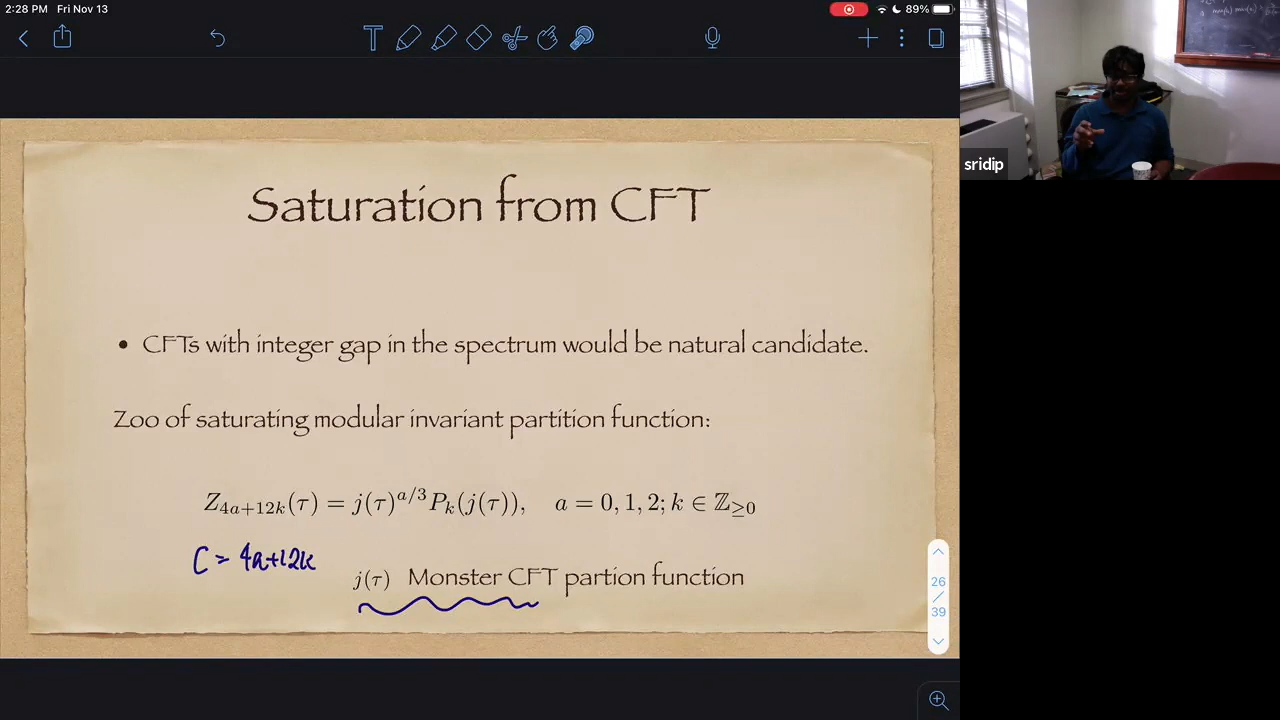 2:28 PM Fri Nov 13
89%
T
Saturation from CFT
• CFTs with integer gap in the spectrum would be natural candidate.
Zoo of saturating modular invariant partition function:
Z_{4a+12k}(τ) = j(τ)^{a/3} P_k(j(τ)), a = 0, 1, 2; k ∈ ℤ_{≥0}
C = 4a+12k
j(τ) Monster CFT partion function
26
/
39
sridip